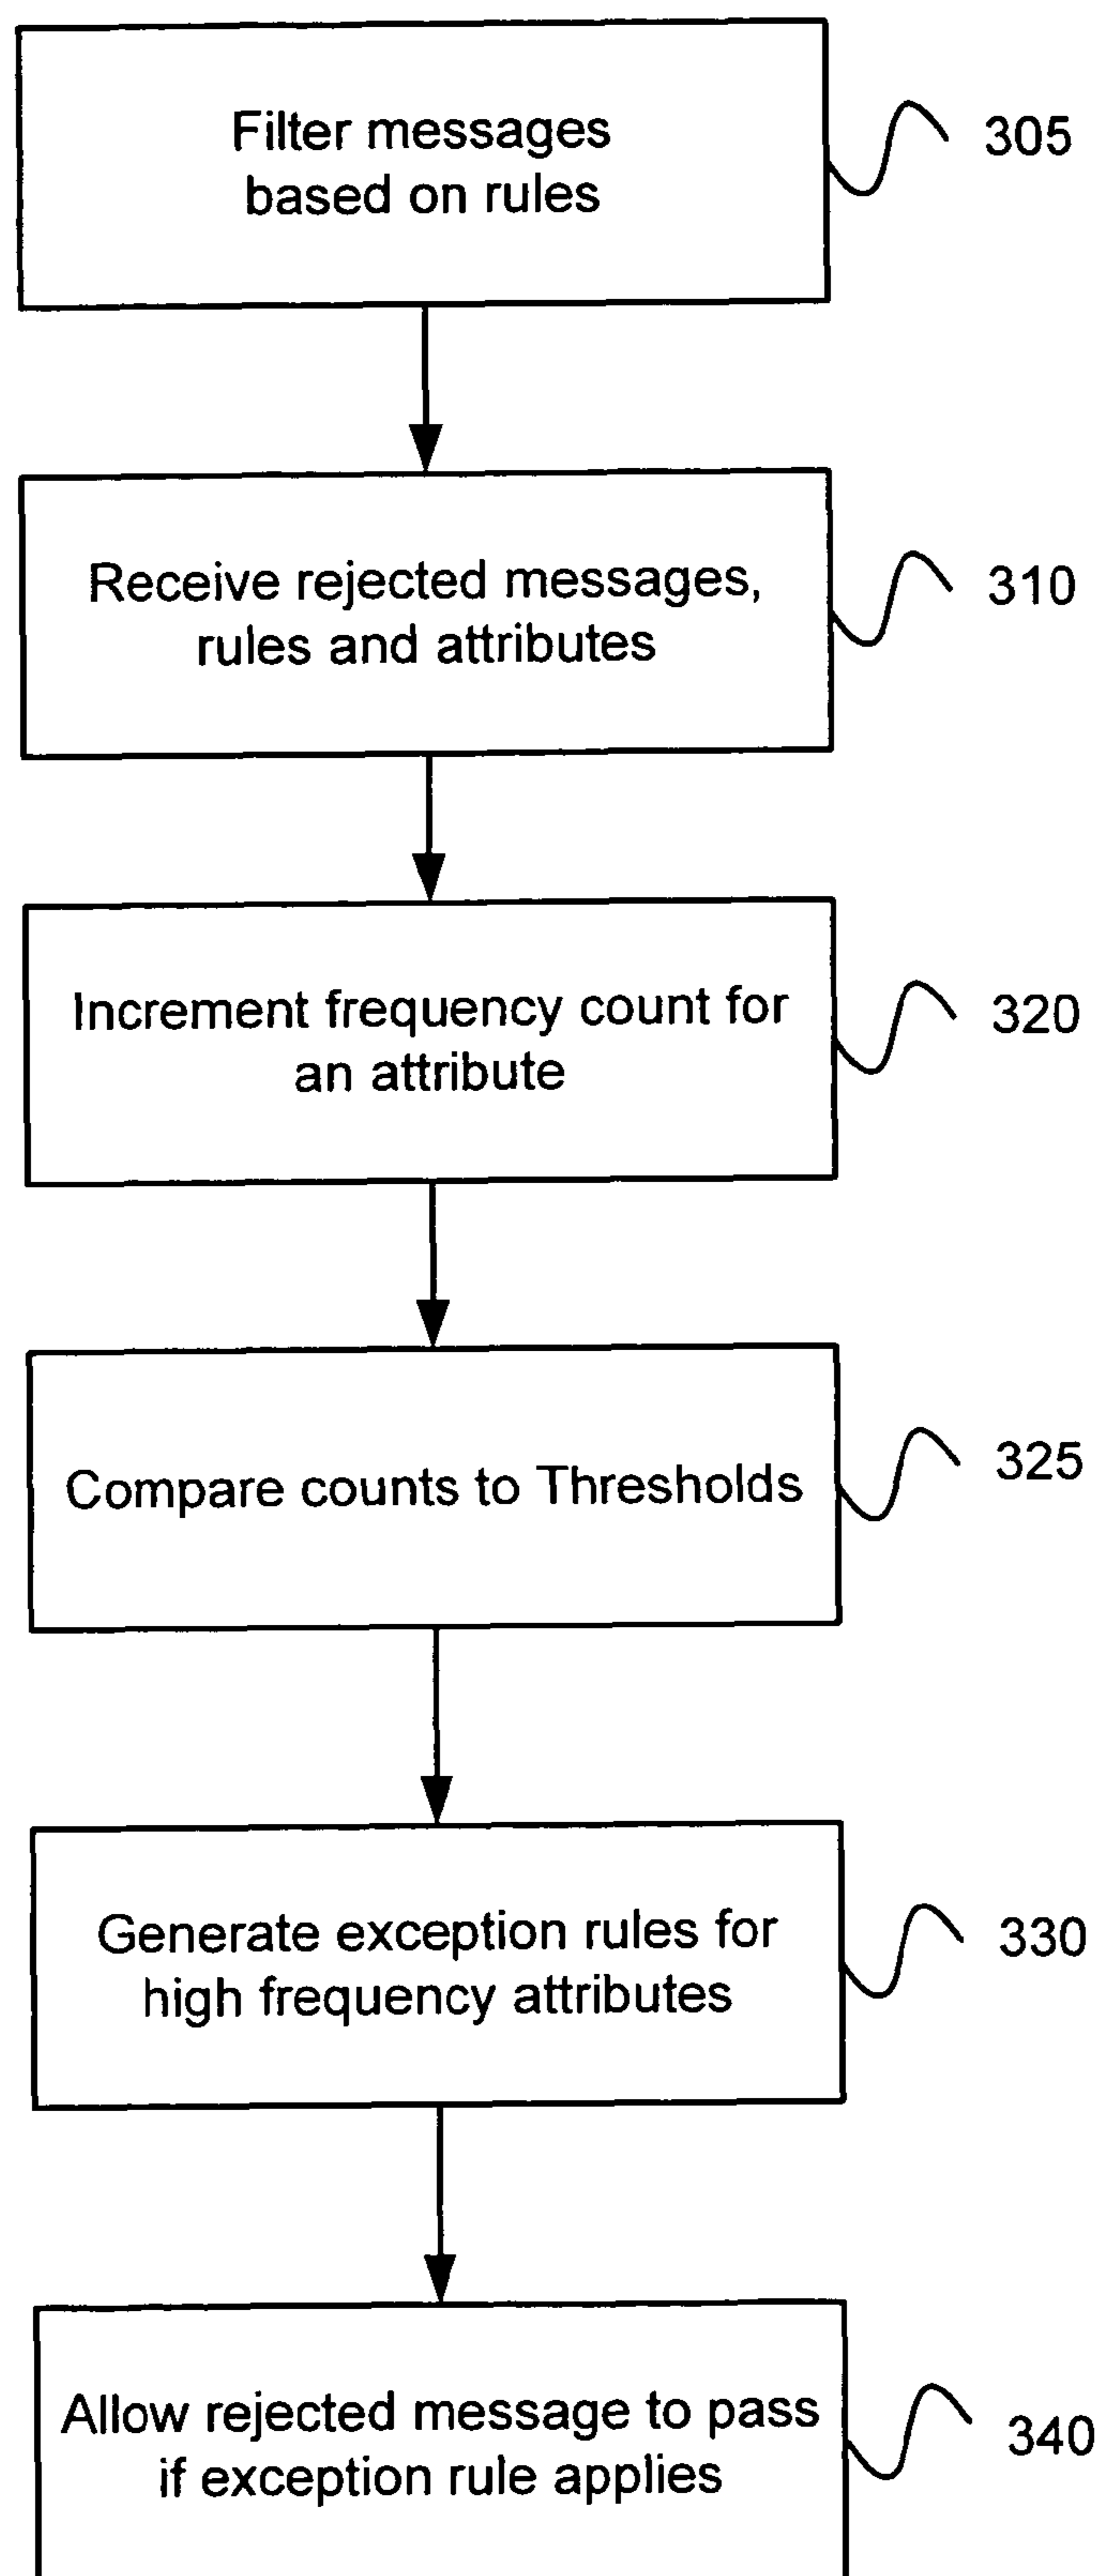 Filter messages
based on rules
305
Receive rejected messages,
rules and attributes
310
Increment frequency count for
an attribute
320
Compare counts to Thresholds
325
Generate exception rules for
high frequency attributes
330
Allow rejected message to pass
if exception rule applies
340